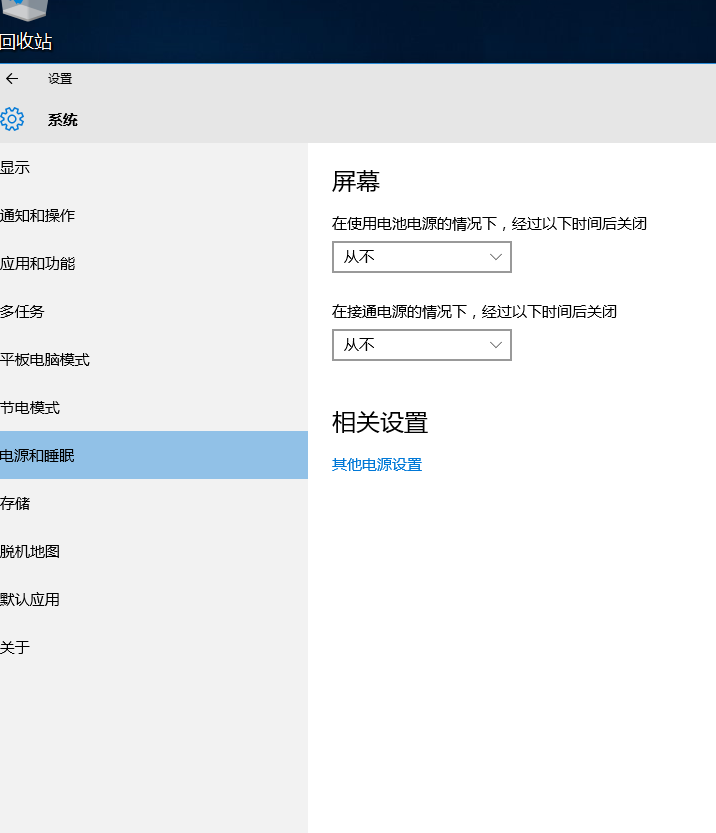 回收站
设置
系统
显示
通知和操作
应用和功能
多任务
平板电脑模式
节电模式
电源和睡眠
存储
脱机地图
默认应用
关于
屏幕
在使用电池电源的情况下，经过以下时间后关闭
从不
在接通电源的情况下，经过以下时间后关闭
从不
相关设置
其他电源设置